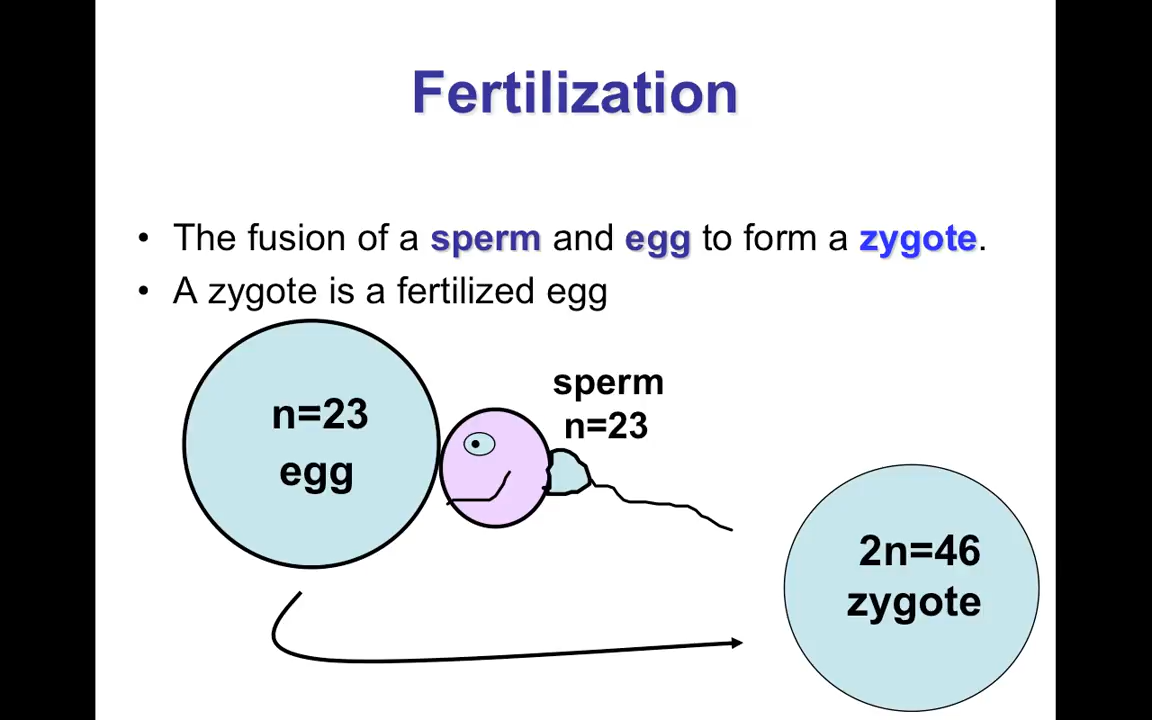 Fertilization
• The fusion of a sperm and egg to form a zygote.
• A zygote is a fertilized egg
n=23
egg
sperm
n=23
2n=46
zygote